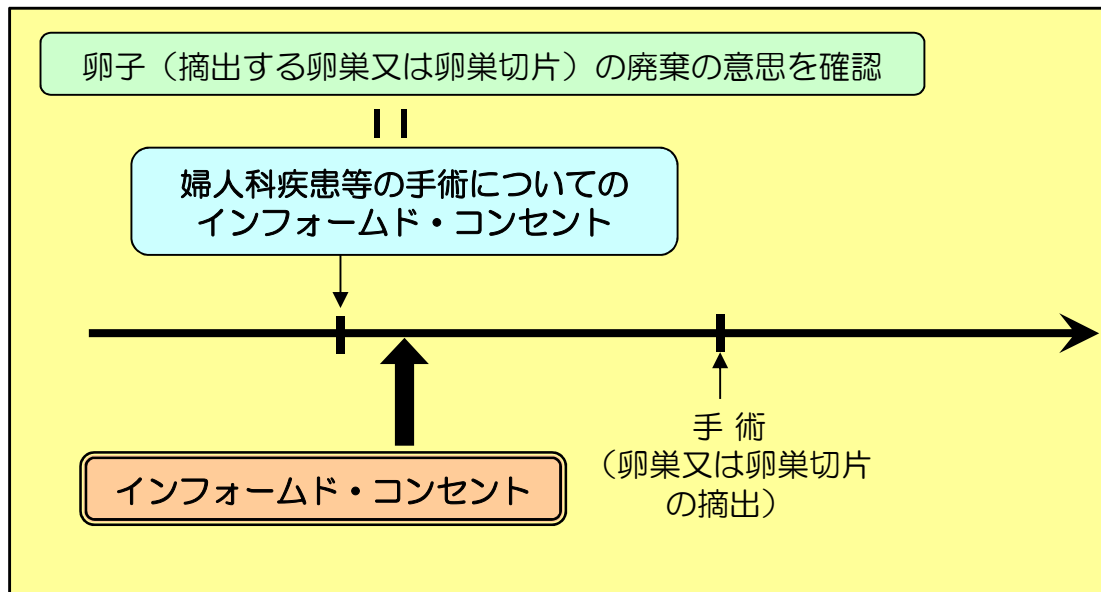 卵子（摘出する卵巣又は卵巣切片）の廃棄の意思を確認
婦人科疾患等の手術についての
インフォームド・コンセント
インフォームド・コンセント
手 術
（卵巣又は卵巣切片
の摘出）